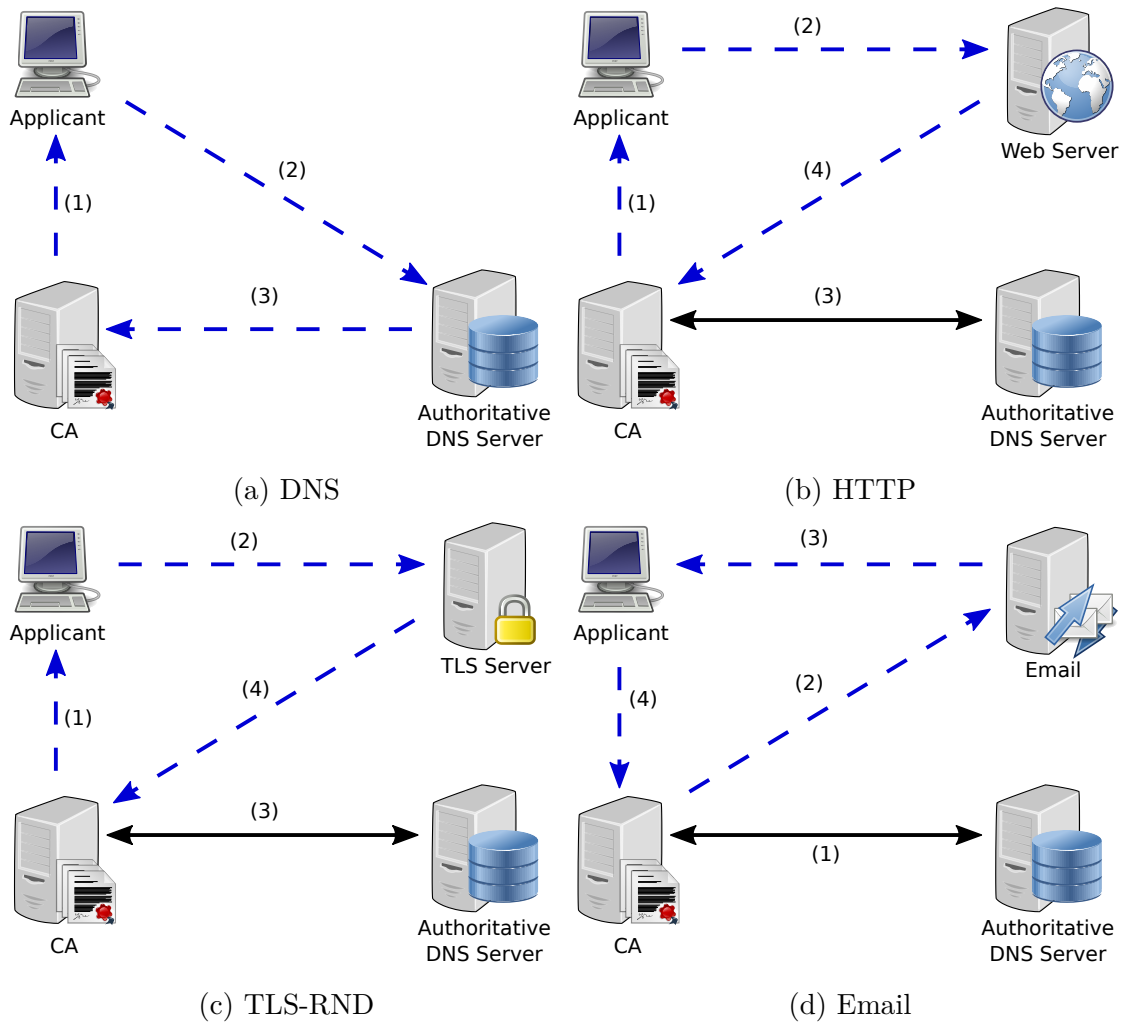 (2)
Applicant
Web Server
(2)
(4)
(1)
(1)
(3)
(3)
CA
Authoritative
DNS Server
CA
Authoritative
DNS Server
(a) DNS
(b) HTTP
(2)
(3)
Applicant
TLS Server
Applicant
Email
(4)
(2)
(1)
(4)
(3)
(1)
CA
Authoritative
DNS Server
CA
Authoritative
DNS Server
(c) TLS-RND
(d) Email
Applicant